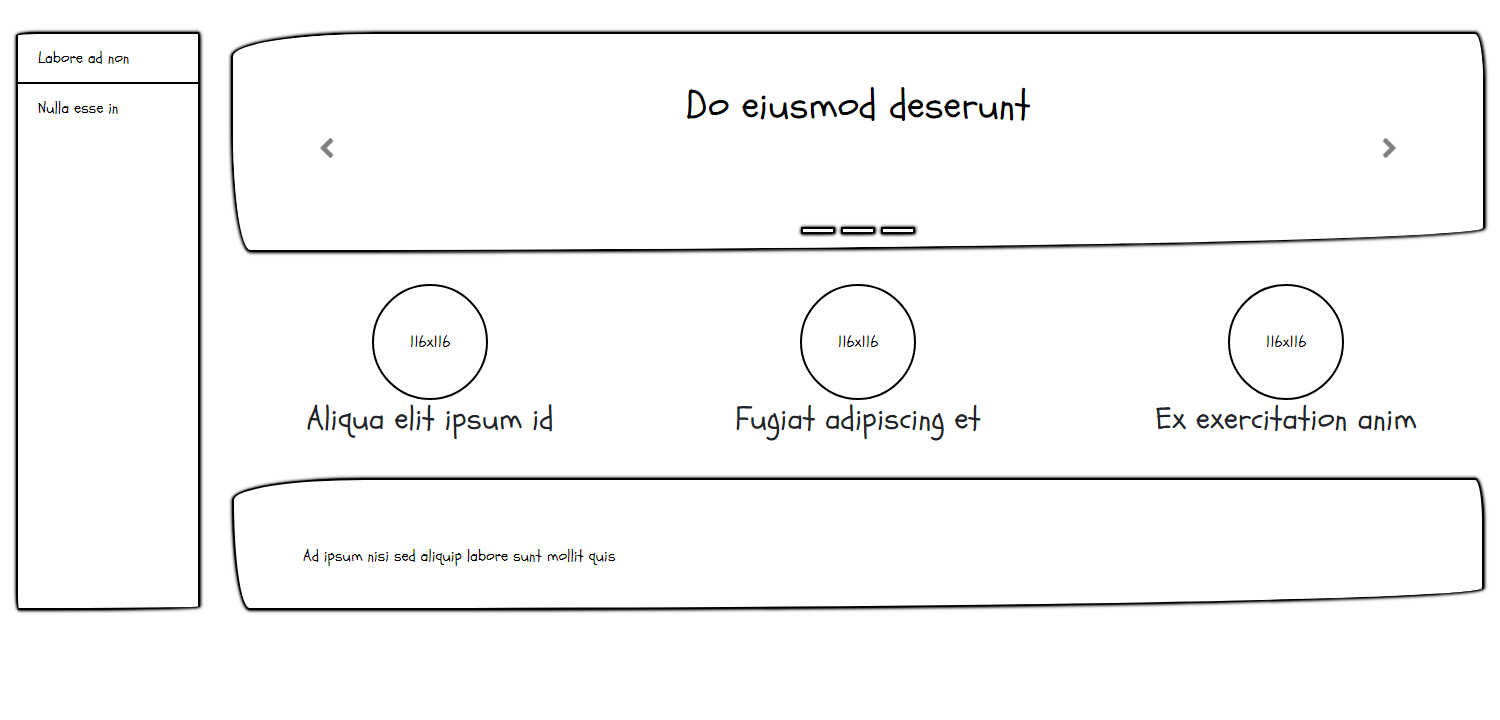 Labore ad non
Nulla esse in
Do eiusmod deserunt
116x116
116x116
116x116
Aliqua elit ipsum id
Fugiat adipiscing et
Ex exercitation anim
Ad ipsum nisi sed aliquip labore sunt mollit quis